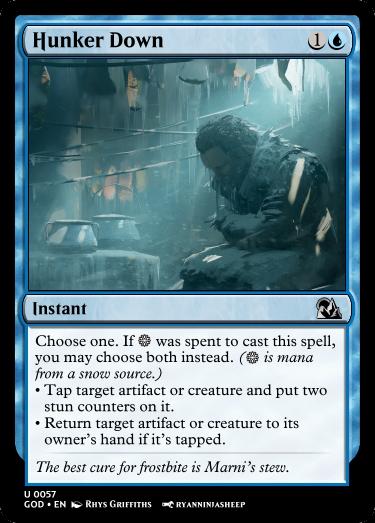 Hunker Down 1
Instant
Choose one. If was spent to cast this spell,
you may choose both instead. ( is mana
from a snow source.)
• Tap target artifact or creature and put two
stun counters on it.
• Return target artifact or creature to its
owner's hand if it's tapped.
The best cure for frostbite is Marni's stew.
U 0057
GOD • EN Rhys Griffiths ryanninjasheep